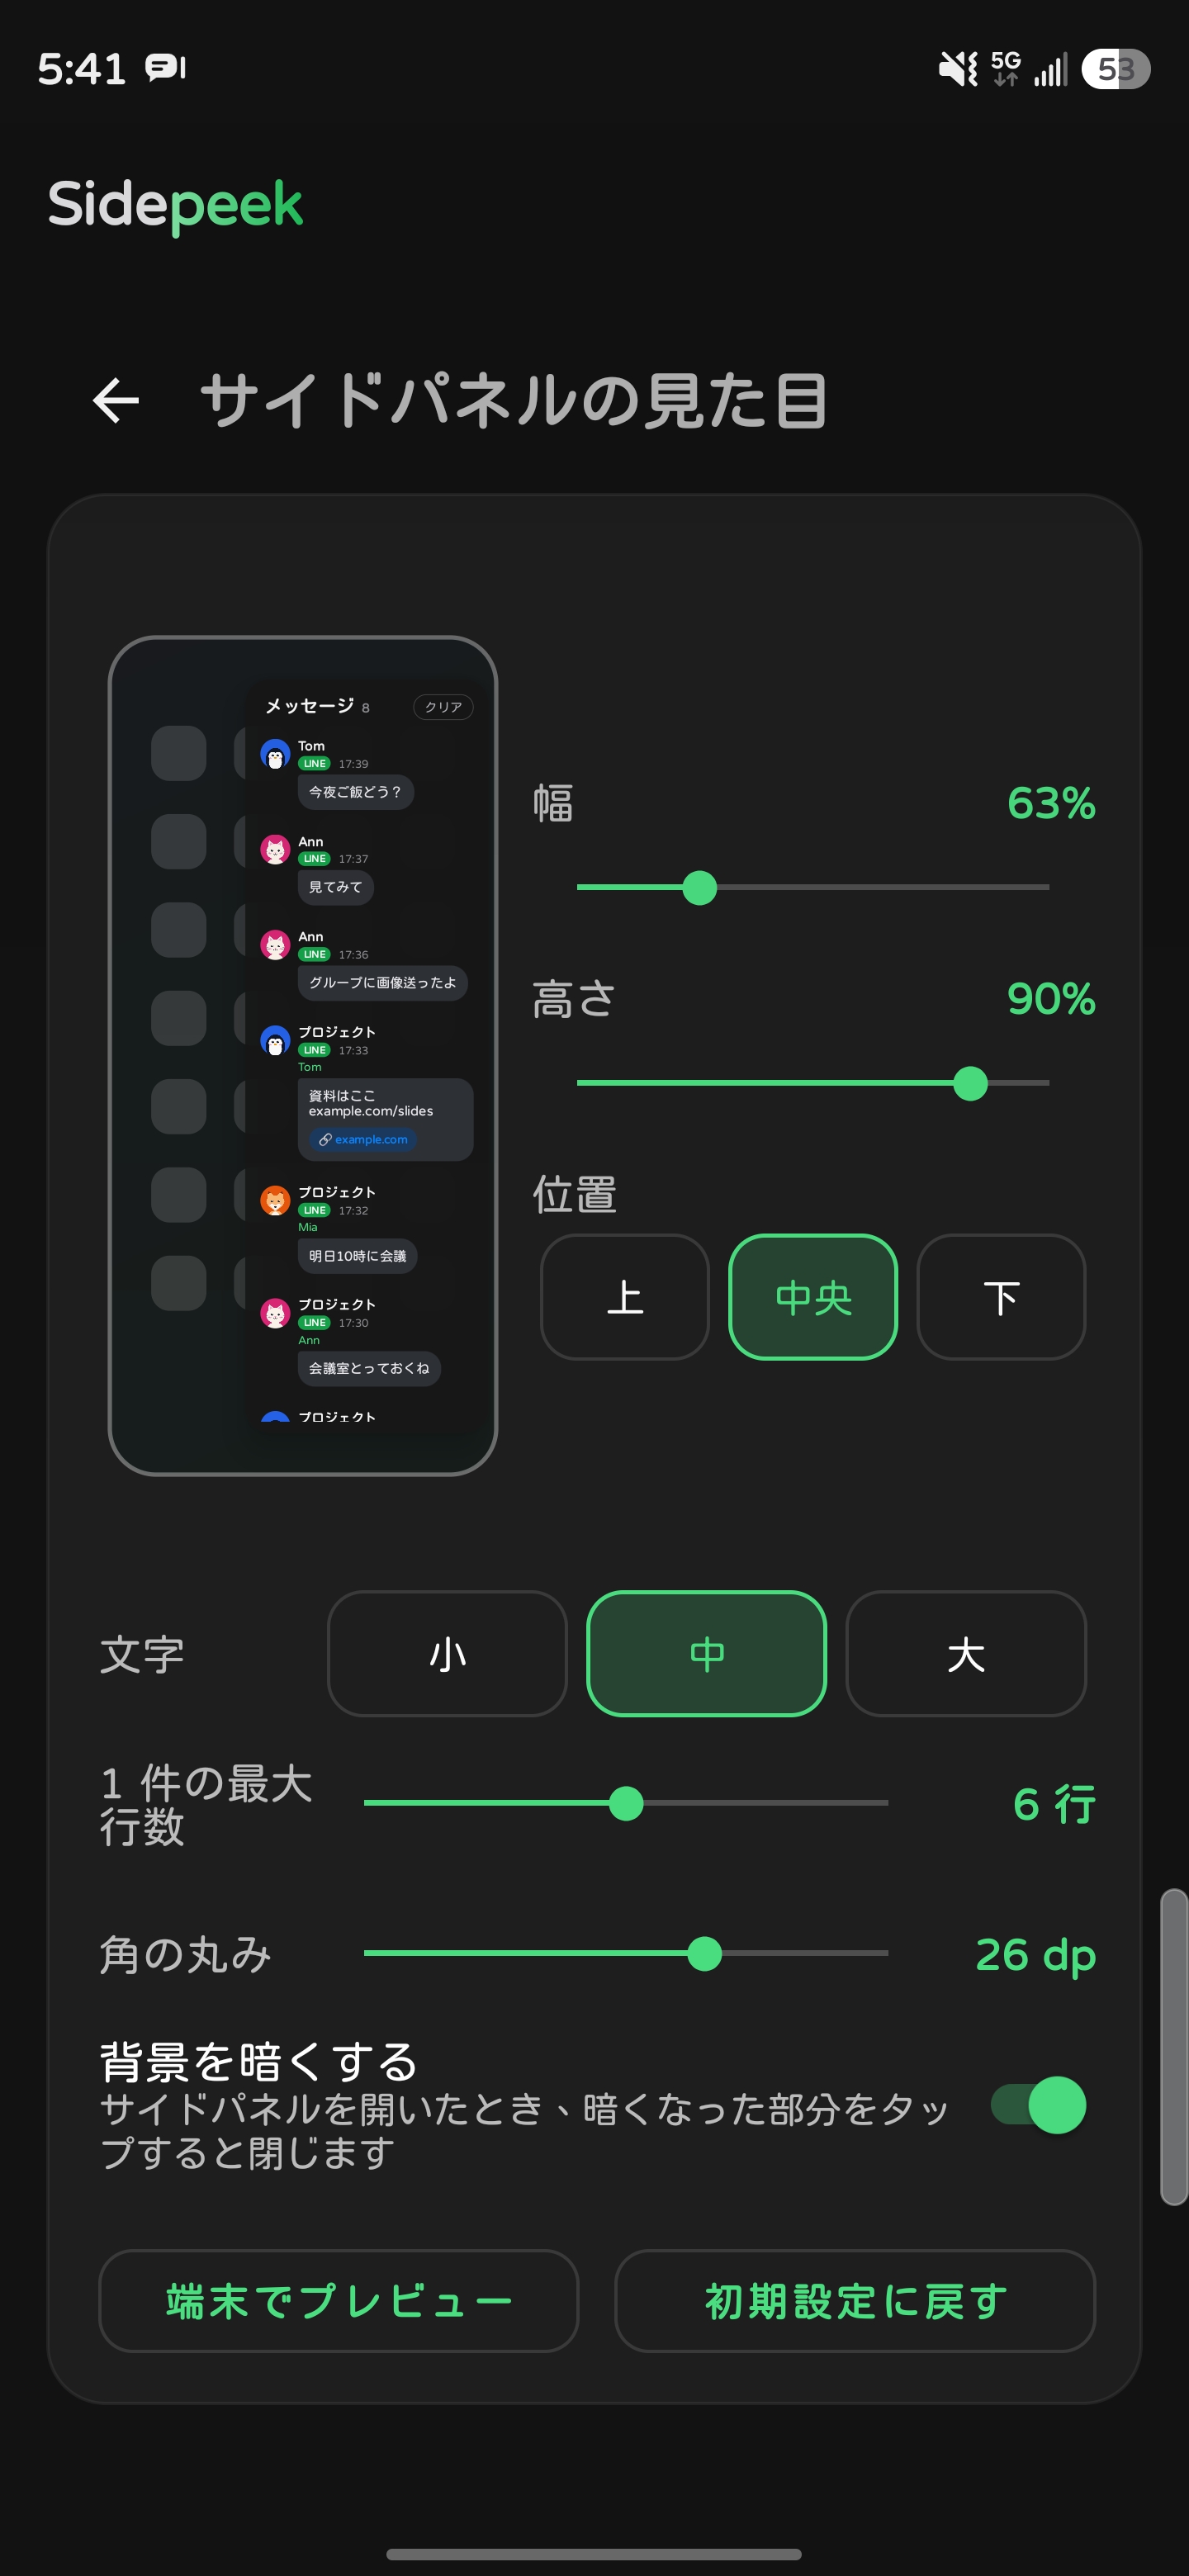 5:41
5G
53
Sidepeek
サイドパネルの見た目
メッセージ 8
クリア
Tom
LINE 17:39
今夜ご飯どう？
Ann
LINE 17:37
見てみて
Ann
LINE 17:36
グループに画像送ったよ
プロジェクト
LINE 17:33
Tom
資料はここ
example.com/slides
example.com
プロジェクト
LINE 17:32
Mia
明日10時に会議
プロジェクト
LINE 17:30
Ann
会議室とっておくね
プロジェクト
幅 63%
高さ 90%
位置
上 中央 下
文字 小 中 大
1 件の最大
行数
6 行
角の丸み 26 dp
背景を暗くする
サイドパネルを開いたとき、暗くなった部分をタッ
プすると閉じます
端末でプレビュー 初期設定に戻す